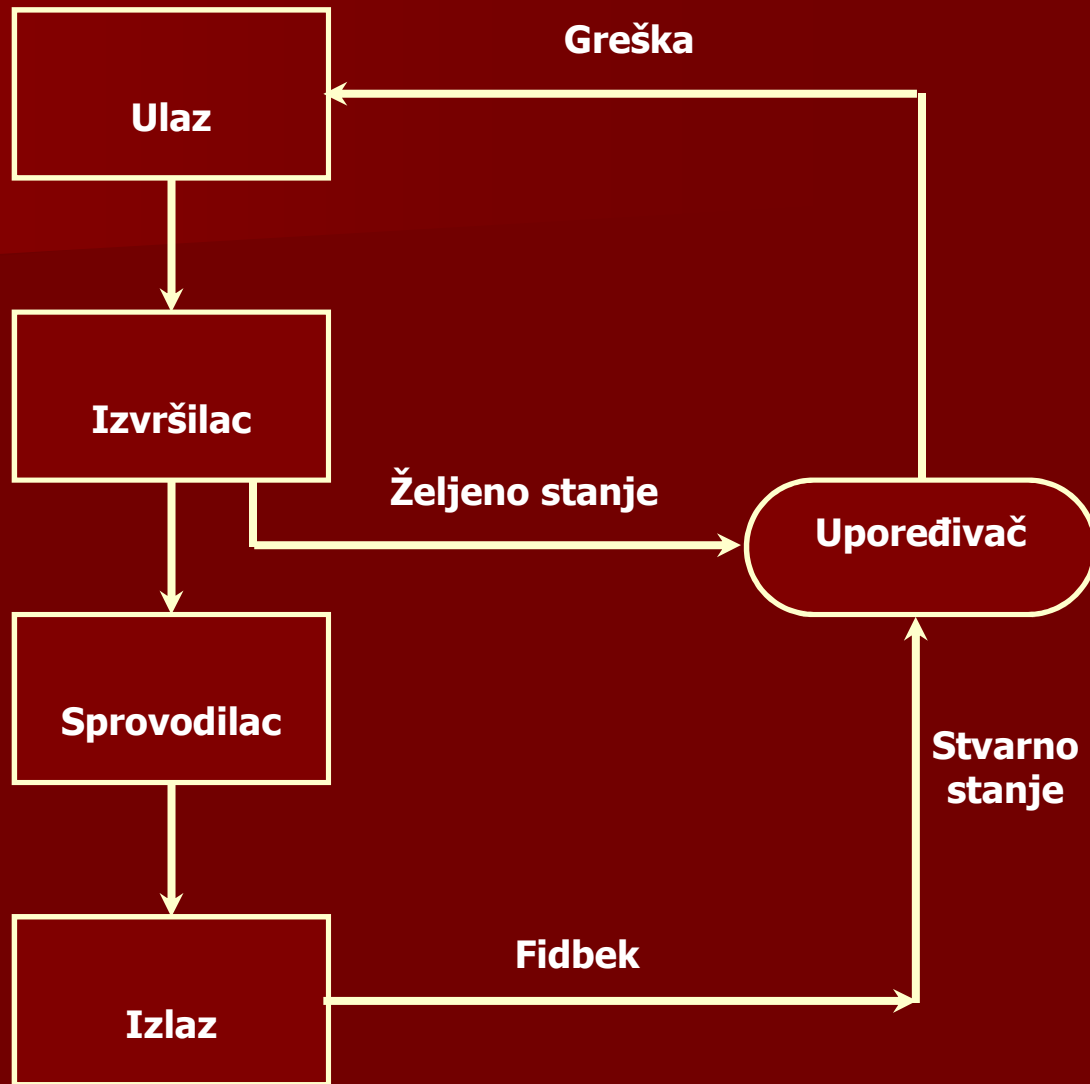 Greška
Ulaz
Izvršilac
Željeno stanje
Upoređivač
Sprovodilac
Stvarno
stanje
Fidbek
Izlaz